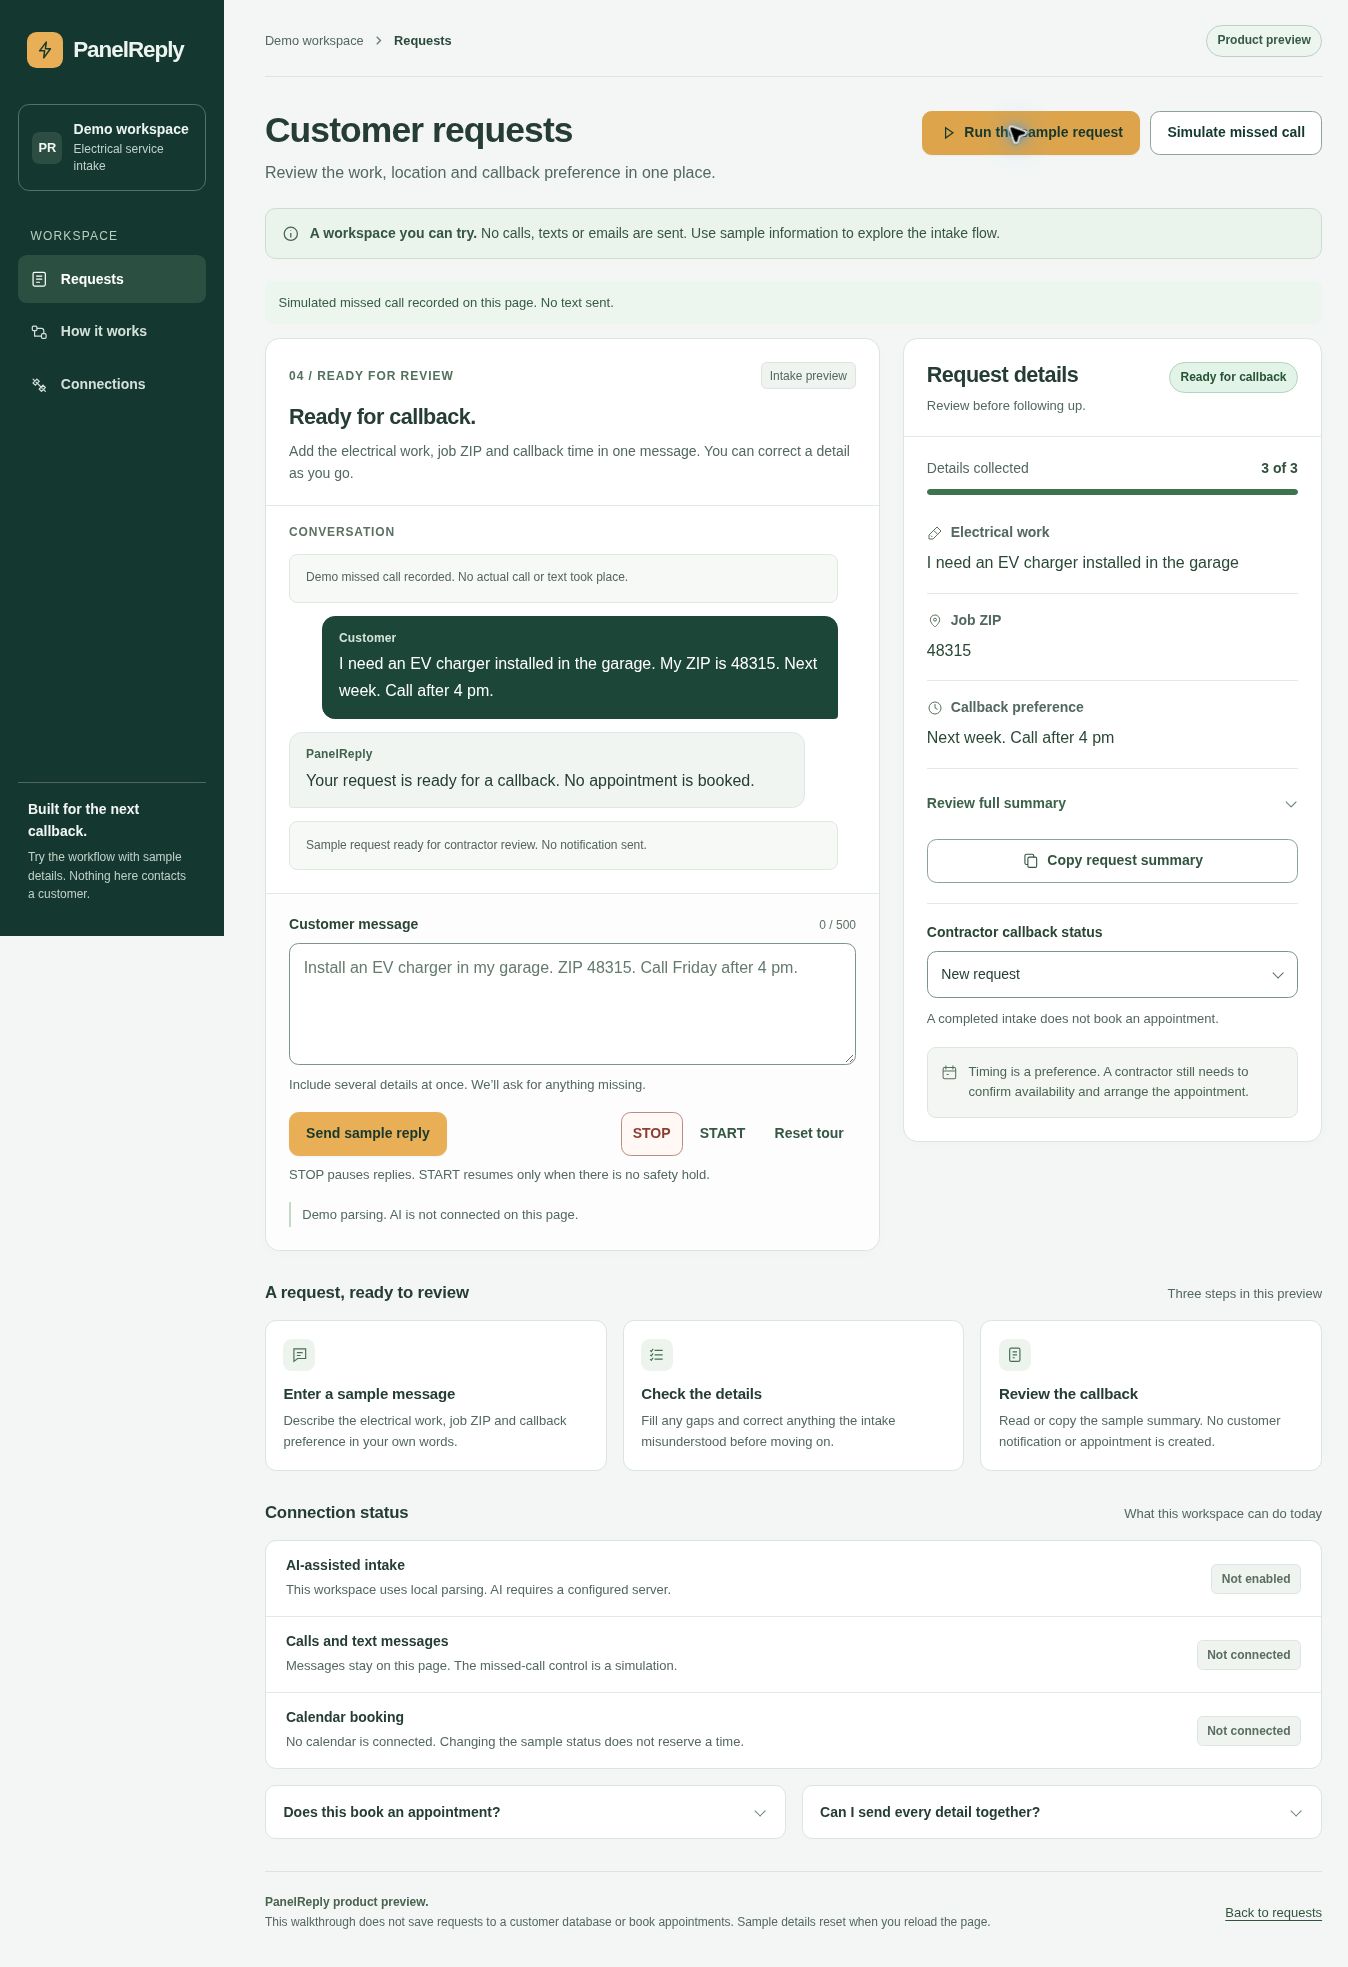 PanelReply
PR
Demo workspace
Electrical service
intake
WORKSPACE
Requests
How it works
Connections
Built for the next
callback.
Try the workflow with sample
details. Nothing here contacts
a customer.
Demo workspace > Requests
Product preview
Customer requests
Review the work, location and callback preference in one place.
Run the sample request
Simulate missed call
A workspace you can try. No calls, texts or emails are sent. Use sample information to explore the intake flow.
Simulated missed call recorded on this page. No text sent.
04 / READY FOR REVIEW
Intake preview
Ready for callback.
Add the electrical work, job ZIP and callback time in one message. You can correct a detail
as you go.
CONVERSATION
Demo missed call recorded. No actual call or text took place.
Customer
I need an EV charger installed in the garage. My ZIP is 48315. Next
week. Call after 4 pm.
PanelReply
Your request is ready for a callback. No appointment is booked.
Sample request ready for contractor review. No notification sent.
Customer message
0 / 500
Install an EV charger in my garage. ZIP 48315. Call Friday after 4 pm.
Include several details at once. We’ll ask for anything missing.
Send sample reply
STOP
START
Reset tour
STOP pauses replies. START resumes only when there is no safety hold.
Demo parsing. AI is not connected on this page.
Request details
Ready for callback
Review before following up.
Details collected
3 of 3
Electrical work
I need an EV charger installed in the garage
Job ZIP
48315
Callback preference
Next week. Call after 4 pm
Review full summary
Copy request summary
Contractor callback status
New request
A completed intake does not book an appointment.
Timing is a preference. A contractor still needs to
confirm availability and arrange the appointment.
A request, ready to review
Three steps in this preview
Enter a sample message
Describe the electrical work, job ZIP and callback
preference in your own words.
Check the details
Fill any gaps and correct anything the intake
misunderstood before moving on.
Review the callback
Read or copy the sample summary. No customer
notification or appointment is created.
Connection status
What this workspace can do today
AI-assisted intake
This workspace uses local parsing. AI requires a configured server.
Not enabled
Calls and text messages
Messages stay on this page. The missed-call control is a simulation.
Not connected
Calendar booking
No calendar is connected. Changing the sample status does not reserve a time.
Not connected
Does this book an appointment?
Can I send every detail together?
PanelReply product preview.
This walkthrough does not save requests to a customer database or book appointments. Sample details reset when you reload the page.
Back to requests